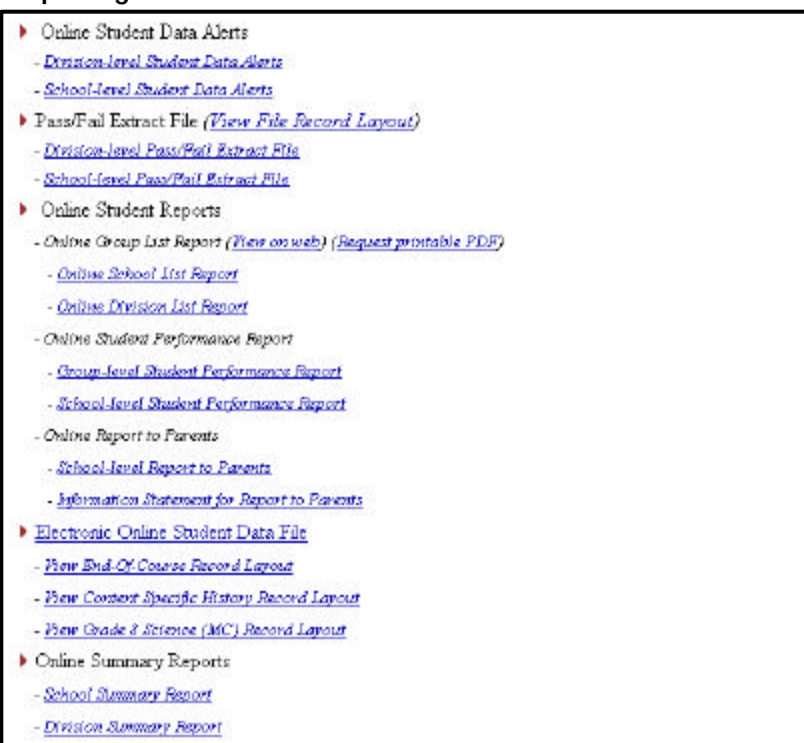 Online Student Data Alerts
- Division-level Student Data Alerts
- School-level Student Data Alerts
Pass/Fail Extract File (View File Record Layout)
- Division-level Pass/Fail Extract File
- School-level Pass/Fail Extract File
Online Student Reports
- Online Group List Report (View on web) (Request printable PDF)
- Online School List Report
- Online Division List Report
- Online Student Performance Report
- Group-level Student Performance Report
- School-level Student Performance Report
- Online Report to Parents
- School-level Report to Parents
- Information Statement for Report to Parents
Electronic Online Student Data File
- View End-Of-Course Record Layout
- View Content Specific History Record Layout
- View Grade 8 Science (MC) Record Layout
Online Summary Reports
- School Summary Report
- Division Summary Report